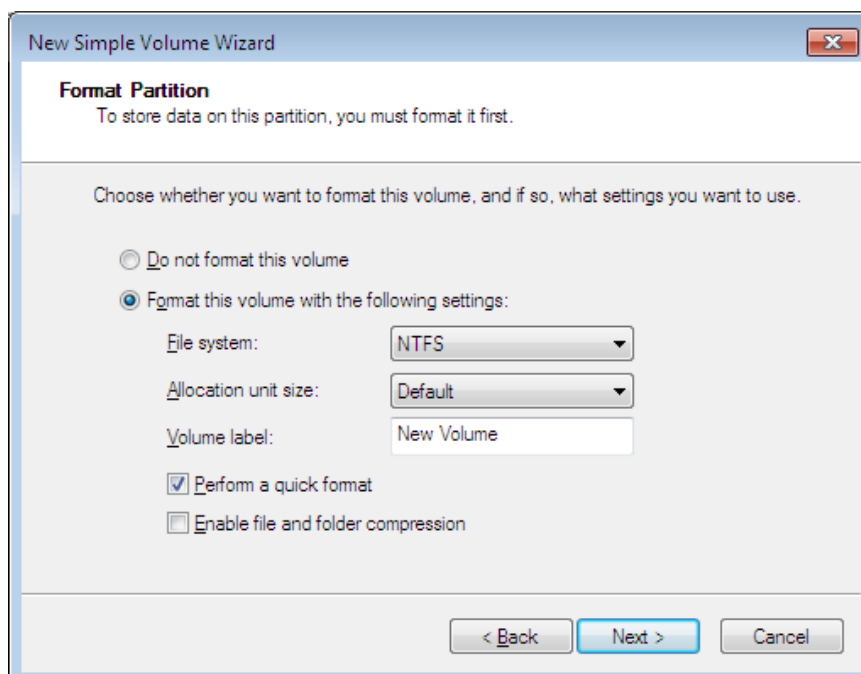 New Simple Volume Wizard
Format Partition
To store data on this partition, you must format it first.
Choose whether you want to format this volume, and if so, what settings you want to use.
Do not format this volume
Format this volume with the following settings:
File system: NTFS
Allocation unit size: Default
Volume label: New Volume
Perform a quick format
Enable file and folder compression
< Back Next > Cancel